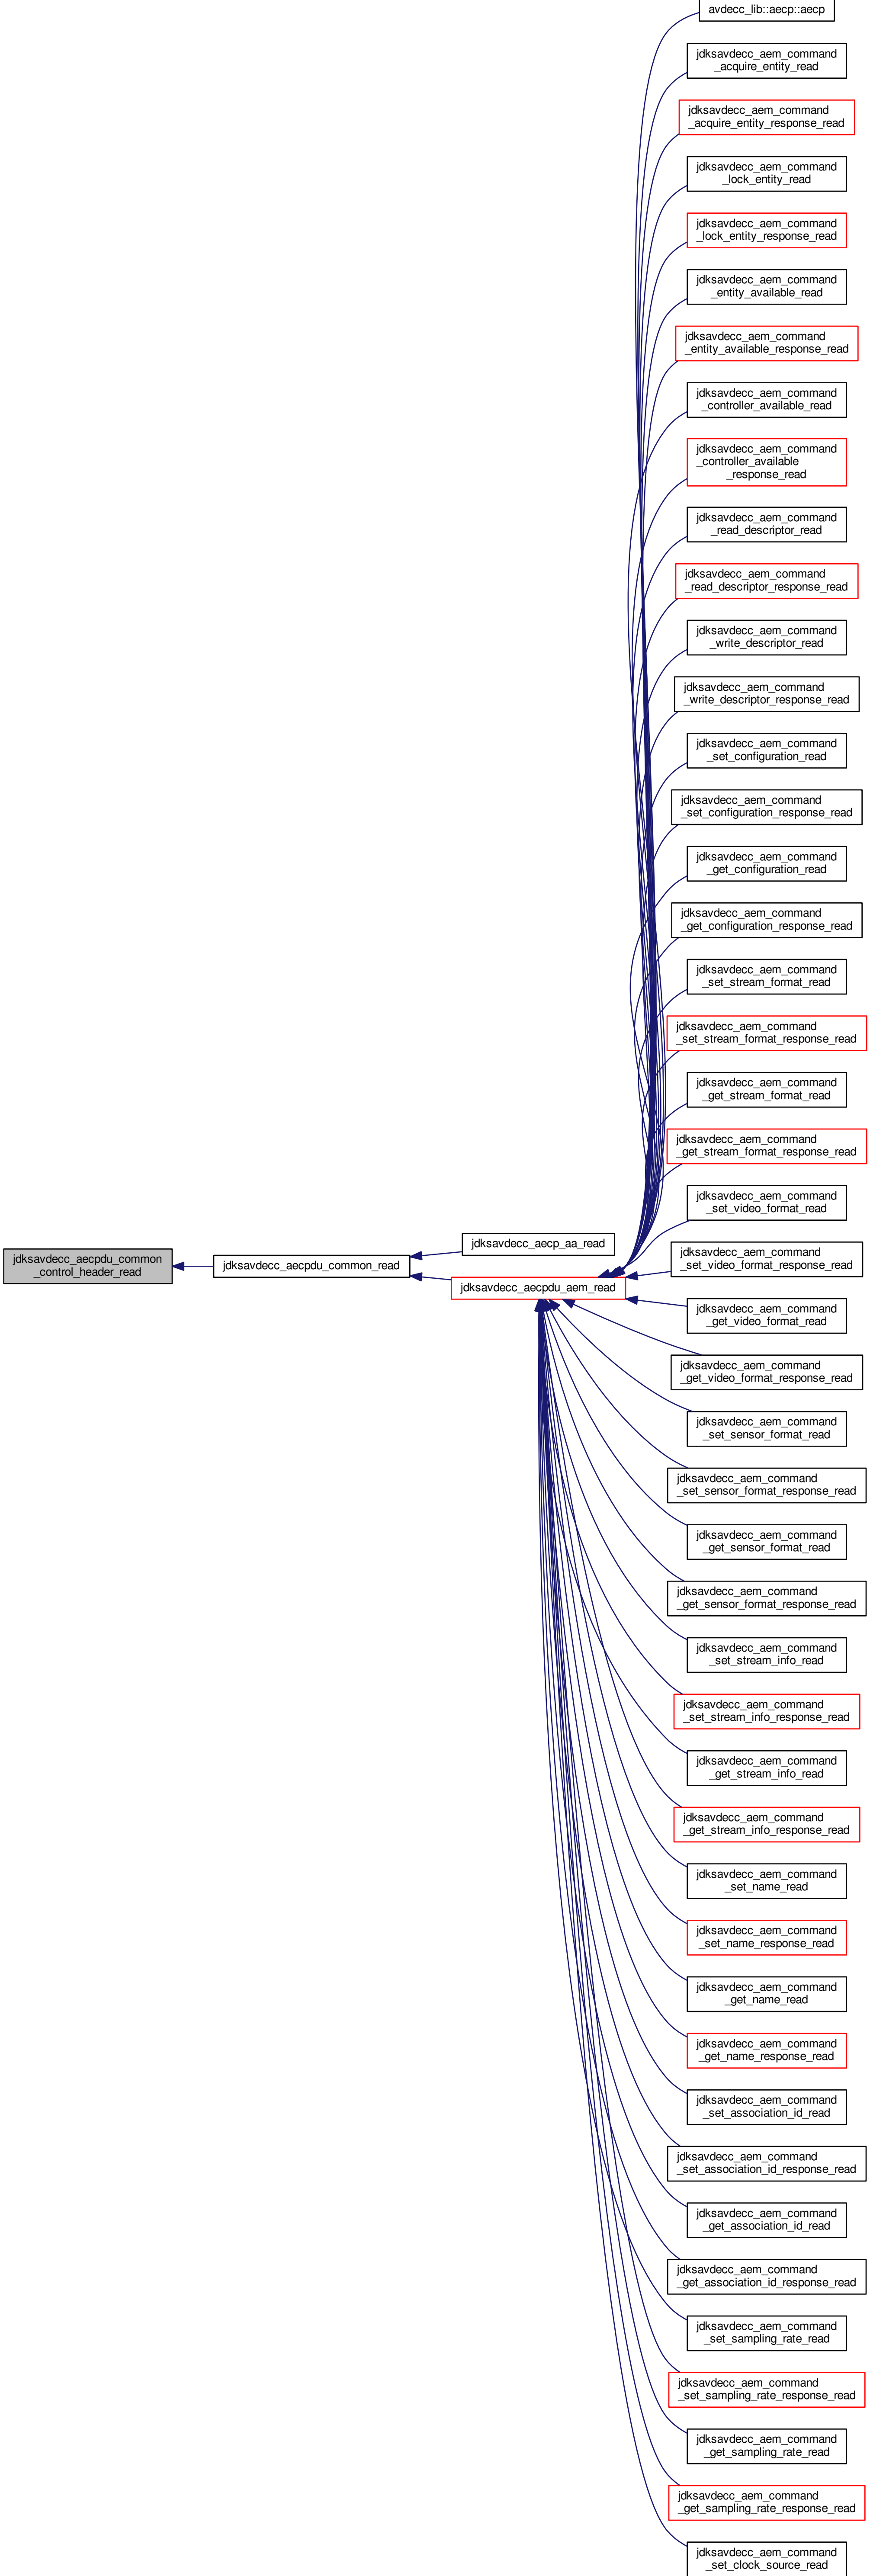 avdecc_lib::aecp::aecp
jdksavdecc_aem_command
_acquire_entity_read
jdksavdecc_aem_command
_acquire_entity_response_read
jdksavdecc_aem_command
_lock_entity_read
jdksavdecc_aem_command
_lock_entity_response_read
jdksavdecc_aem_command
_entity_available_read
jdksavdecc_aem_command
_entity_available_response_read
jdksavdecc_aem_command
_controller_available_read
jdksavdecc_aem_command
_controller_available
_response_read
jdksavdecc_aem_command
_read_descriptor_read
jdksavdecc_aem_command
_read_descriptor_response_read
jdksavdecc_aem_command
_write_descriptor_read
jdksavdecc_aem_command
_write_descriptor_response_read
jdksavdecc_aem_command
_set_configuration_read
jdksavdecc_aem_command
_set_configuration_response_read
jdksavdecc_aem_command
_get_configuration_read
jdksavdecc_aem_command
_get_configuration_response_read
jdksavdecc_aem_command
_set_stream_format_read
jdksavdecc_aem_command
_set_stream_format_response_read
jdksavdecc_aem_command
_get_stream_format_read
jdksavdecc_aem_command
_get_stream_format_response_read
jdksavdecc_aem_command
_set_video_format_read
jdksavdecc_aecpdu_common
_control_header_read
jdksavdecc_aecpdu_common_read
jdksavdecc_aecp_aa_read
jdksavdecc_aecpdu_aem_read
jdksavdecc_aem_command
_set_video_format_response_read
jdksavdecc_aem_command
_get_video_format_read
jdksavdecc_aem_command
_get_video_format_response_read
jdksavdecc_aem_command
_set_sensor_format_read
jdksavdecc_aem_command
_set_sensor_format_response_read
jdksavdecc_aem_command
_get_sensor_format_read
jdksavdecc_aem_command
_get_sensor_format_response_read
jdksavdecc_aem_command
_set_stream_info_read
jdksavdecc_aem_command
_set_stream_info_response_read
jdksavdecc_aem_command
_get_stream_info_read
jdksavdecc_aem_command
_get_stream_info_response_read
jdksavdecc_aem_command
_set_name_read
jdksavdecc_aem_command
_set_name_response_read
jdksavdecc_aem_command
_get_name_read
jdksavdecc_aem_command
_get_name_response_read
jdksavdecc_aem_command
_set_association_id_read
jdksavdecc_aem_command
_set_association_id_response_read
jdksavdecc_aem_command
_get_association_id_read
jdksavdecc_aem_command
_get_association_id_response_read
jdksavdecc_aem_command
_set_sampling_rate_read
jdksavdecc_aem_command
_set_sampling_rate_response_read
jdksavdecc_aem_command
_get_sampling_rate_read
jdksavdecc_aem_command
_get_sampling_rate_response_read
jdksavdecc_aem_command
_set_clock_source_read